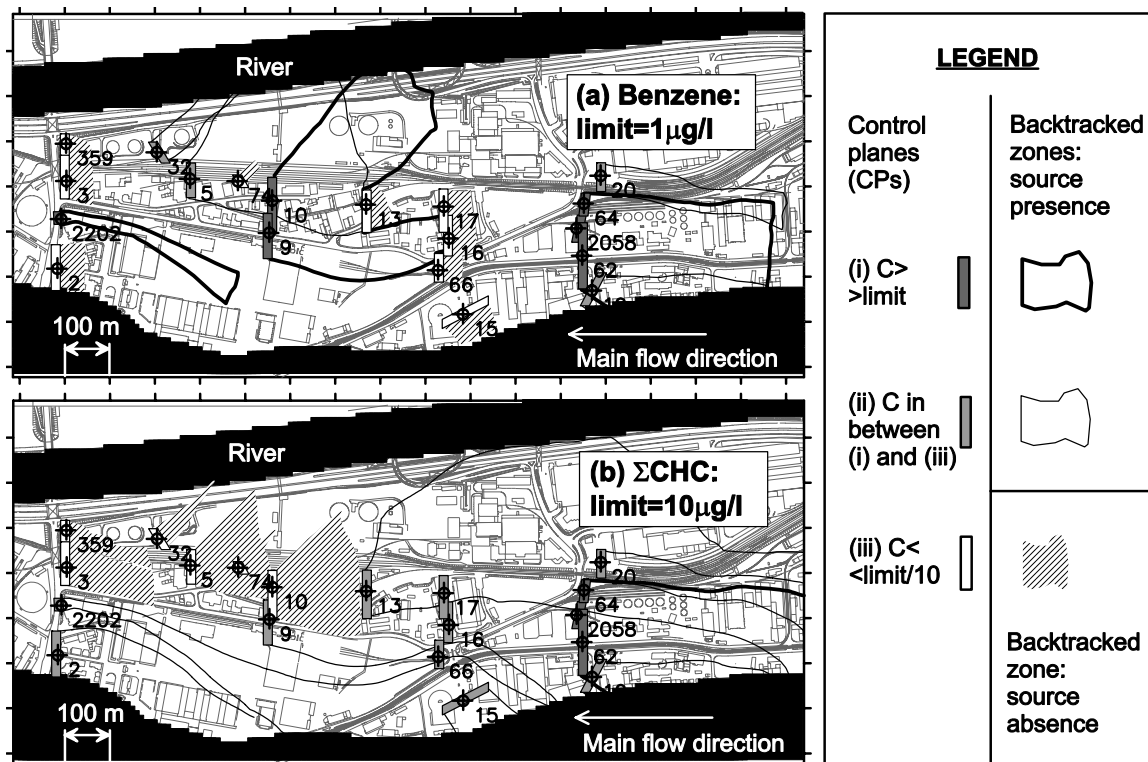 River
(a) Benzene:
limit=1µg/l
359
32
3
5
74
10
13
17
20
64
2202
9
16
2058
2
66
62
15
100 m
Main flow direction
River
(b) ΣCHC:
limit=10µg/l
359
32
3
5
74
10
13
17
20
64
2202
9
16
2058
2
66
62
15
100 m
Main flow direction
LEGEND
Control
planes
(CPs)
Backtracked
zones:
source
presence
(i) C>
>limit
(ii) C in
between
(i) and (iii)
(iii) C<
<limit/10
Backtracked
zone:
source
absence